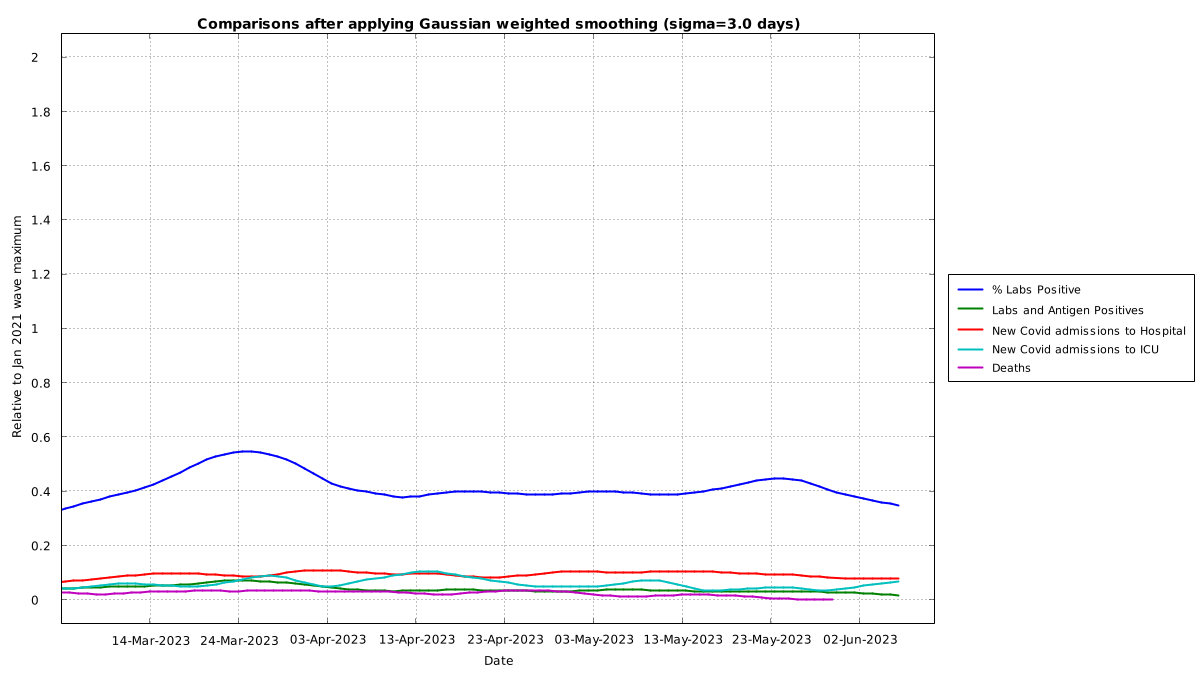 Comparisons after applying Gaussian weighted smoothing (sigma=3.0 days)
Relative to Jan 2021 wave maximum
2
1.8
1.6
1.4
1.2
1
0.8
0.6
0.4
0.2
0
14-Mar-2023 24-Mar-2023 03-Apr-2023 13-Apr-2023 23-Apr-2023 03-May-2023 13-May-2023 23-May-2023 02-Jun-2023
Date
% Labs Positive
Labs and Antigen Positives
New Covid admissions to Hospital
New Covid admissions to ICU
Deaths